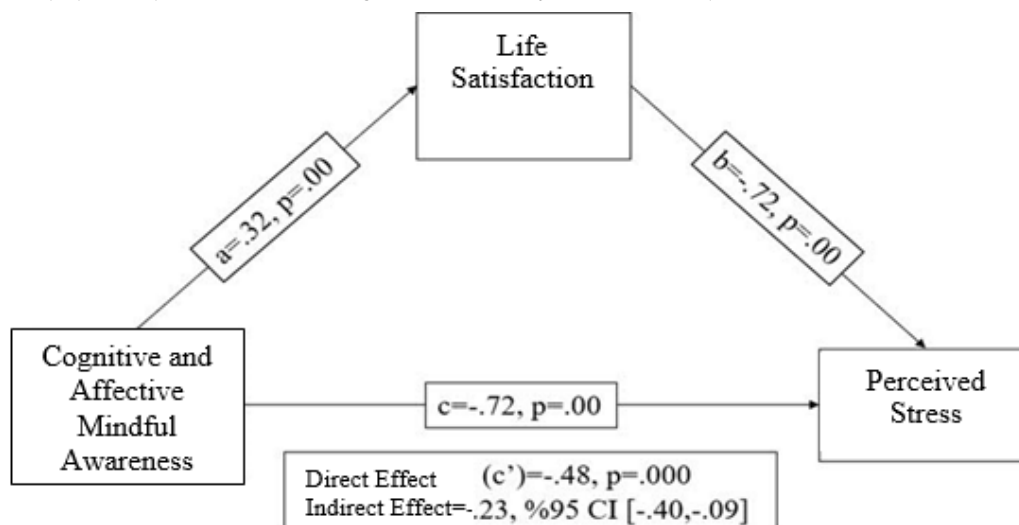 Life
Satisfaction
a=.32, p=.00
b=-.72, p=.00
Cognitive and
Affective
Mindful
Awareness
c=-.72, p=.00
Perceived
Stress
Direct Effect (c’)=-.48, p=.000
Indirect Effect=-.23, %95 CI [-.40,-.09]